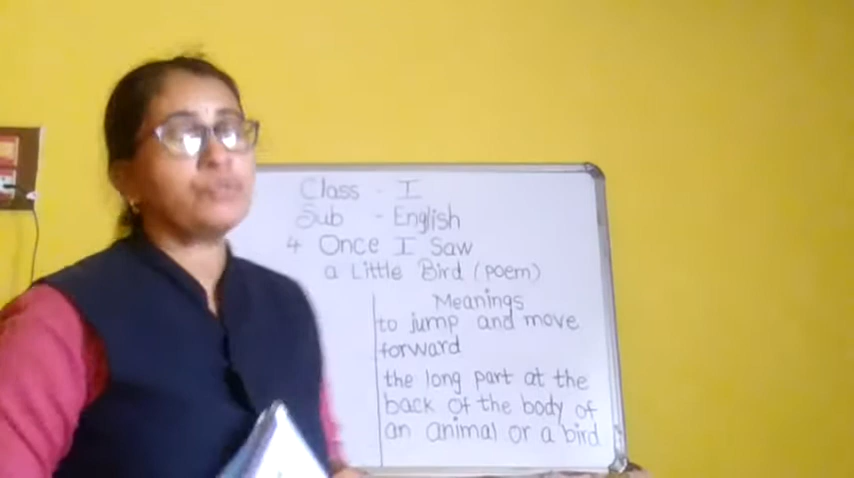 Class - I
Sub - English
4 Once I Saw
a Little Bird (poem)
Meanings
to jump and move
forward
the long part at the
back of the body of
an animal or a bird